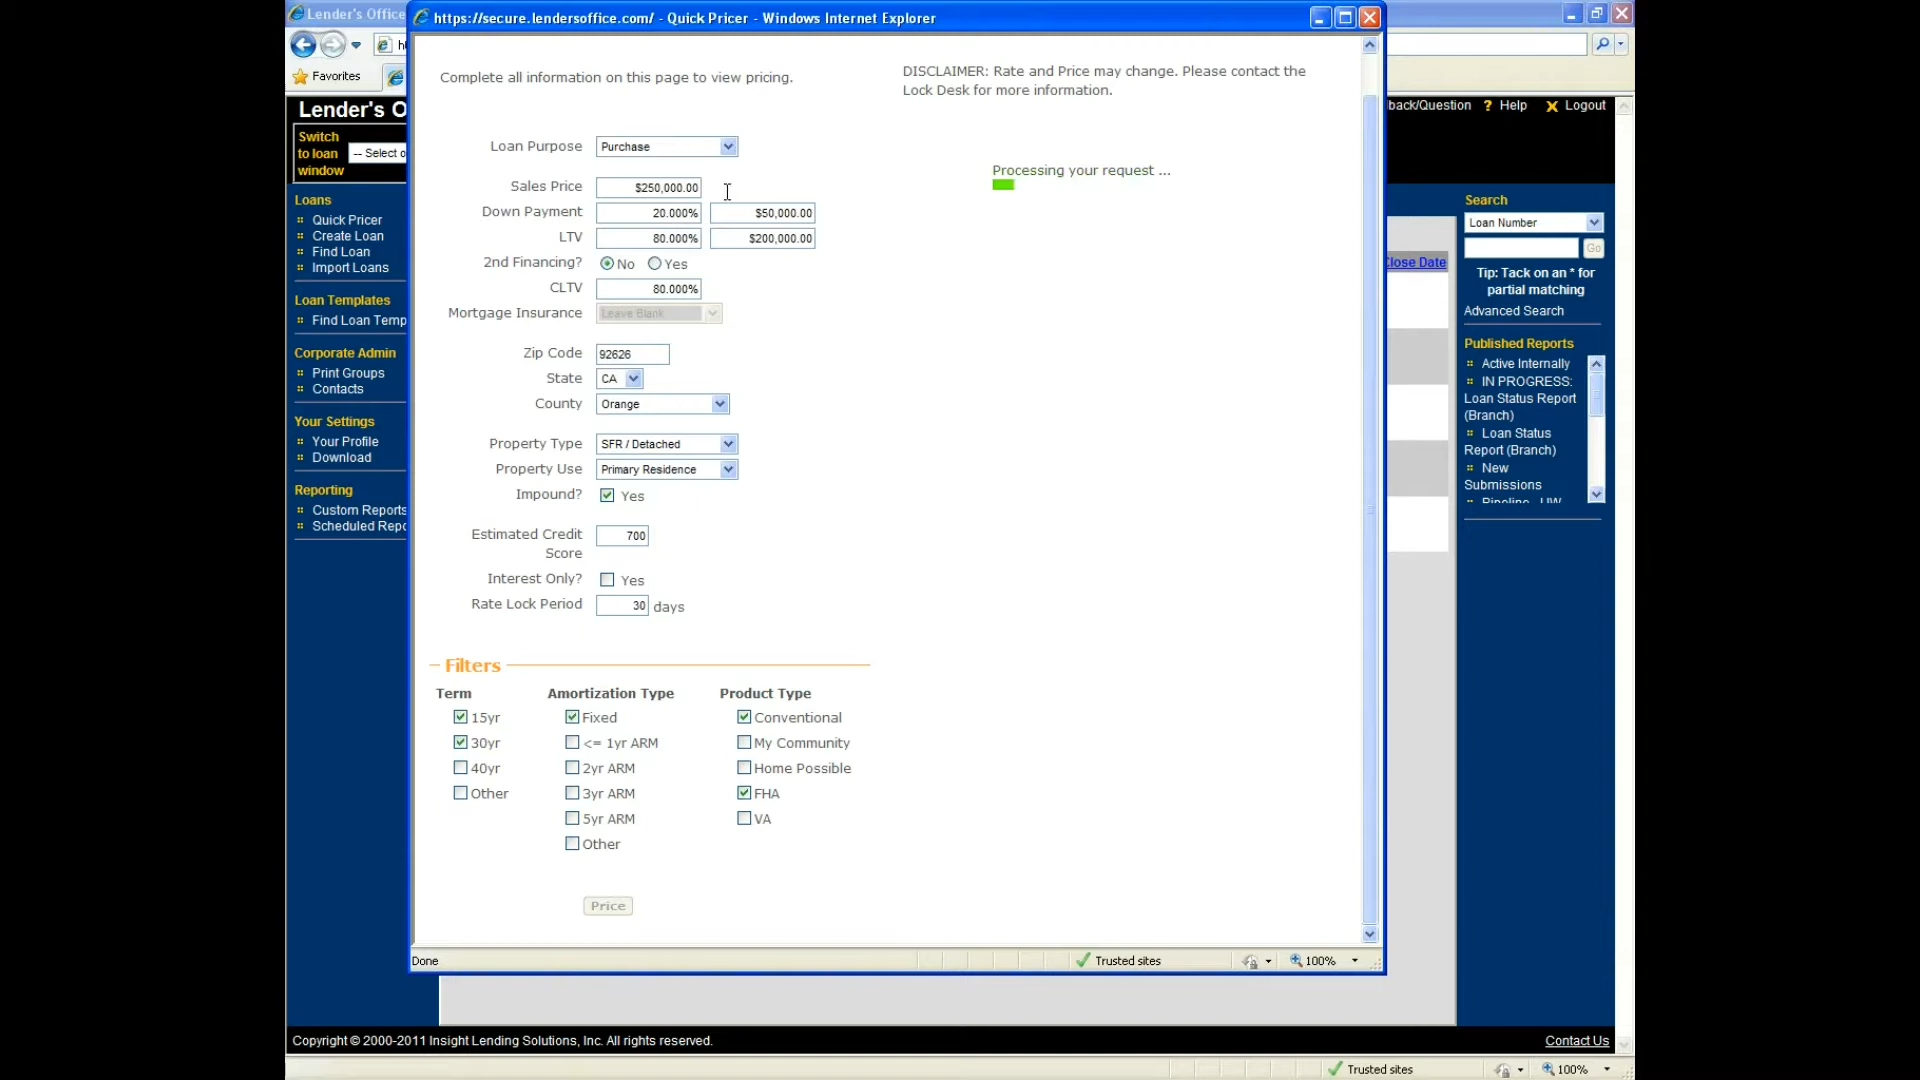 Lender's Office
https://secure.lendersoffice.com/ - Quick Pricer - Windows Internet Explorer
Favorites
Lender's O
back/Question ? Help X Logout
Switch to loan window
-- Select o
Loans
Quick Pricer
Create Loan
Find Loan
Import Loans
Loan Templates
Find Loan Temp
Corporate Admin
Print Groups
Contacts
Your Settings
Your Profile
Download
Reporting
Custom Reports
Scheduled Repo
Complete all information on this page to view pricing.
DISCLAIMER: Rate and Price may change. Please contact the
Lock Desk for more information.
Loan Purpose Purchase
Processing your request ...
Sales Price $250,000.00
Down Payment 20.000% $50,000.00
LTV 80.000% $200,000.00
2nd Financing? No Yes
CLTV 80.000%
Mortgage Insurance Leave Blank
Zip Code 92626
State CA
County Orange
Property Type SFR / Detached
Property Use Primary Residence
Impound? Yes
Estimated Credit
Score 700
Interest Only? Yes
Rate Lock Period 30 days
Filters
Term Amortization Type Product Type
15yr Fixed Conventional
30yr <= 1yr ARM My Community
40yr 2yr ARM Home Possible
Other 3yr ARM FHA
5yr ARM VA
Other
Price
Done Trusted sites 100%
Search
Loan Number
Go
Close Date
Tip: Tack on an * for
partial matching
Advanced Search
Published Reports
Active Internally
IN PROGRESS:
Loan Status Report
(Branch)
Loan Status
Report (Branch)
New
Submissions
Pipeline - UW
Copyright © 2000-2011 Insight Lending Solutions, Inc. All rights reserved.
Contact Us
Trusted sites 100%